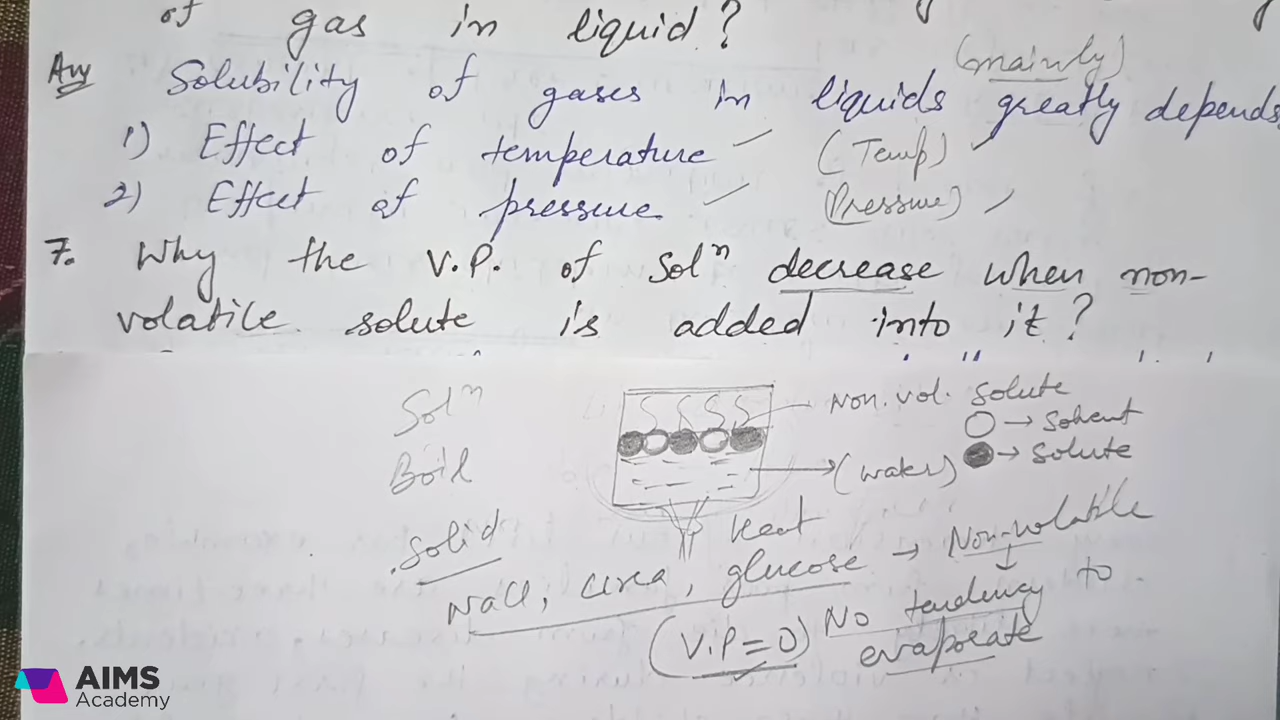 of gas in liquid?
Ans Solubility of gases in liquids greatly depends
(mainly)
1) Effect of temperature (Temp)
2) Effect of pressure (Pressure)
7. Why the V.P. of Solⁿ decrease when non-
volatile solute is added into it?
Solⁿ
Boil
Non.vol. Solute
○ → Solvent
● → Solute
(water)
Heat
Solid
Nacl, urea, glucose → Non-volatile
↓
No tendency to
evaporate
(V.P = 0)
AIMS
Academy